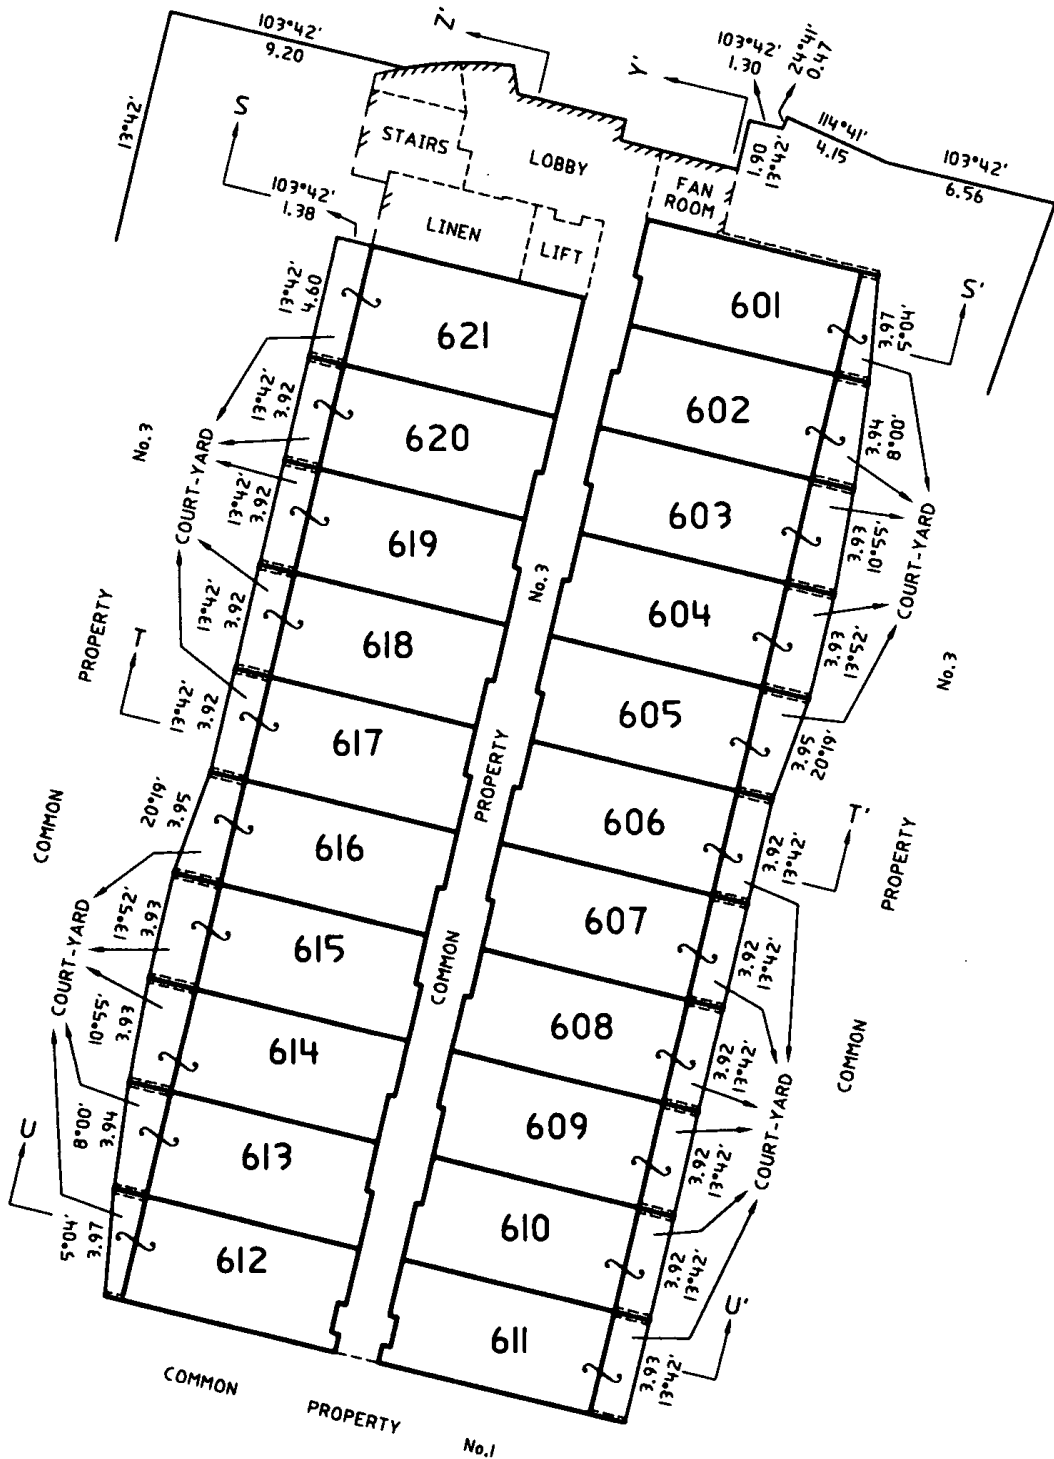 103°42'
9.20
Z'
103°42'
1.30
24°41'
0.47
Y'
13°42'
S
STAIRS
LOBBY
1.90
13°42'
114°41'
4.15
103°42'
6.56
103°42'
1.38
FAN
ROOM
LINEN
LIFT
13°42'
4.60
621
601
3.97
5°04'
S'
13°42'
3.92
620
602
3.94
8°00'
No.3
COURT-YARD
13°42'
3.92
619
603
3.93
10°55'
COURT-YARD
No.3
13°42'
3.92
618
604
3.93
13°52'
No.3
PROPERTY
T
13°42'
3.92
617
605
3.95
20°19'
PROPERTY
COMMON
20°19'
3.95
616
606
3.92
13°42'
T'
PROPERTY
13°52'
3.93
615
607
3.92
13°42'
COURT-YARD
COMMON
10°55'
3.93
614
608
3.92
13°42'
COMMON
U
8°00'
3.94
613
609
3.92
13°42'
COURT-YARD
5°04'
3.97
612
610
3.92
13°42'
611
3.93
13°42'
U'
COMMON
PROPERTY
No.1